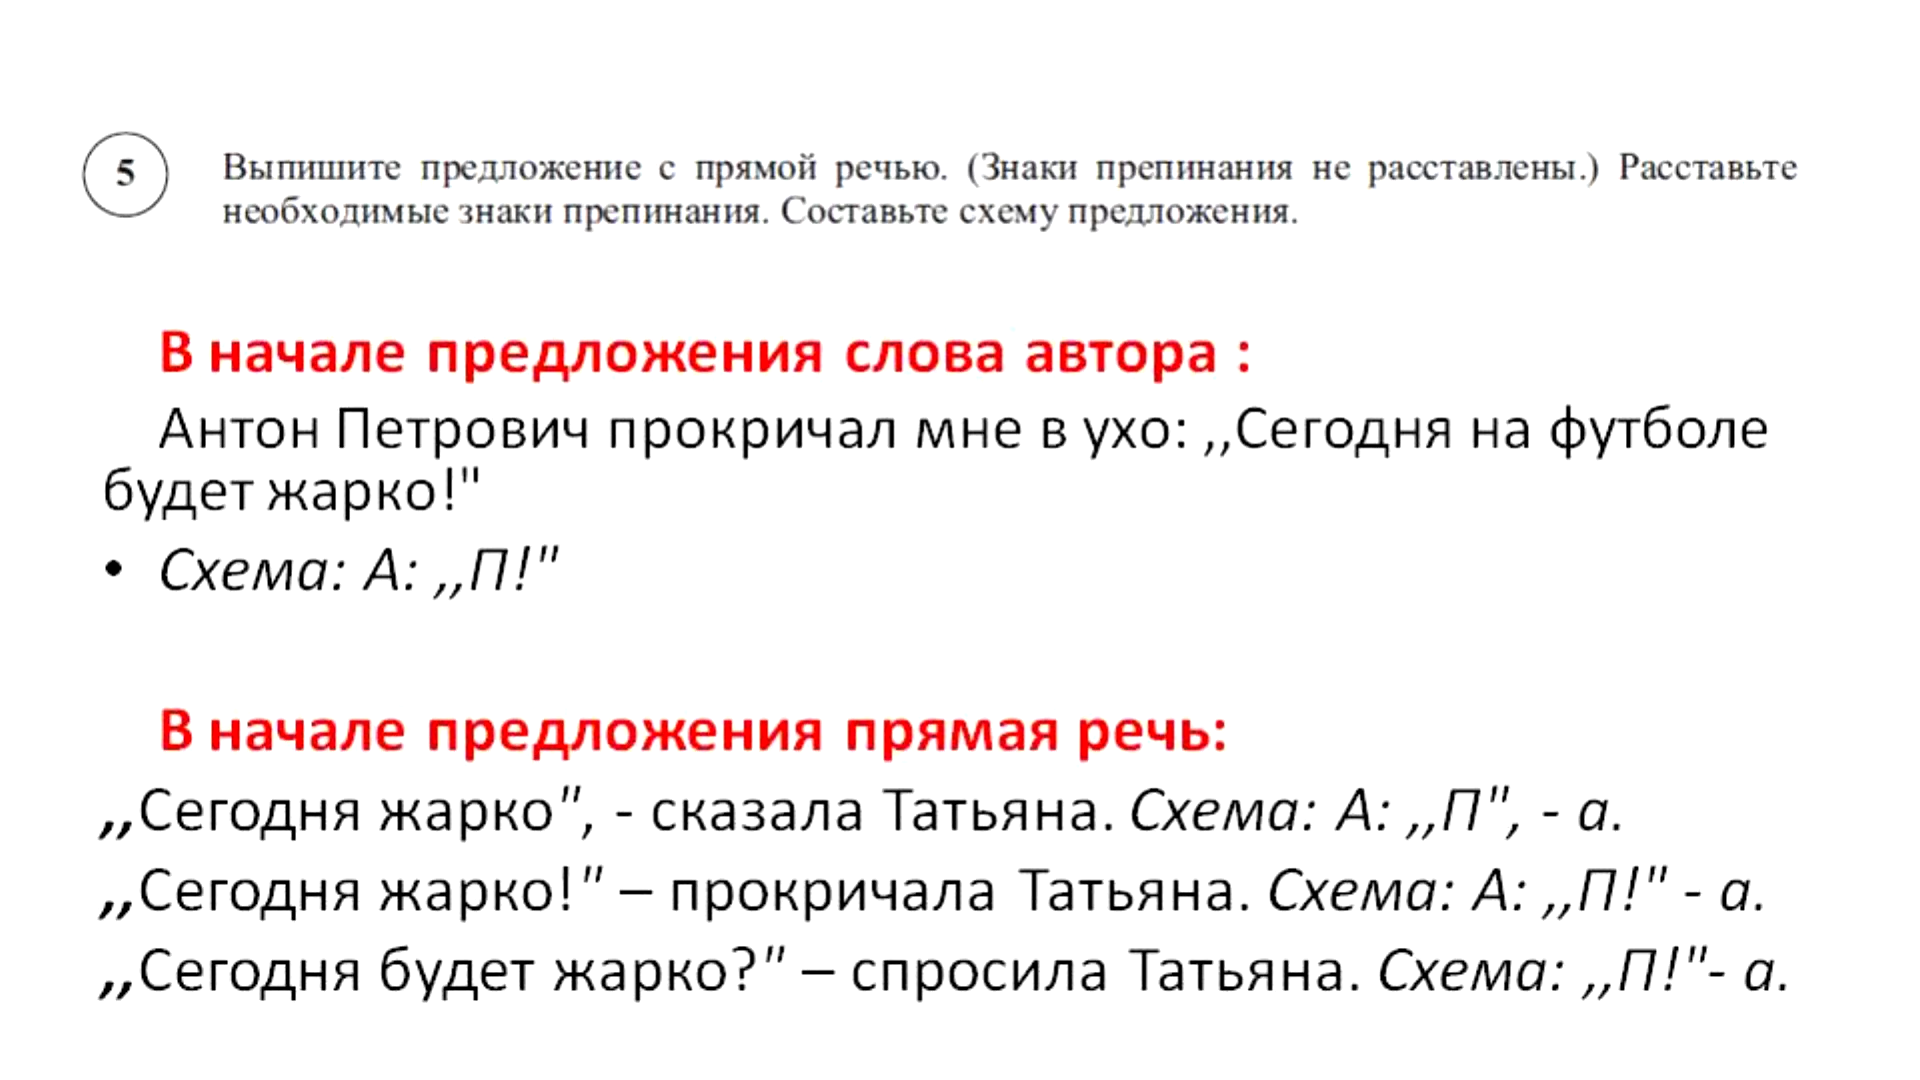 5
Выпишите предложение с прямой речью. (Знаки препинания не расставлены.) Расставьте
необходимые знаки препинания. Составьте схему предложения.
В начале предложения слова автора :
Антон Петрович прокричал мне в ухо: ,,Сегодня на футболе
будет жарко!"
• Схема: А: ,,П!"
В начале предложения прямая речь:
,,Сегодня жарко", - сказала Татьяна. Схема: А: ,,П", - а.
,,Сегодня жарко!" – прокричала Татьяна. Схема: А: ,,П!" - а.
,,Сегодня будет жарко?" – спросила Татьяна. Схема: ,,П!"- а.